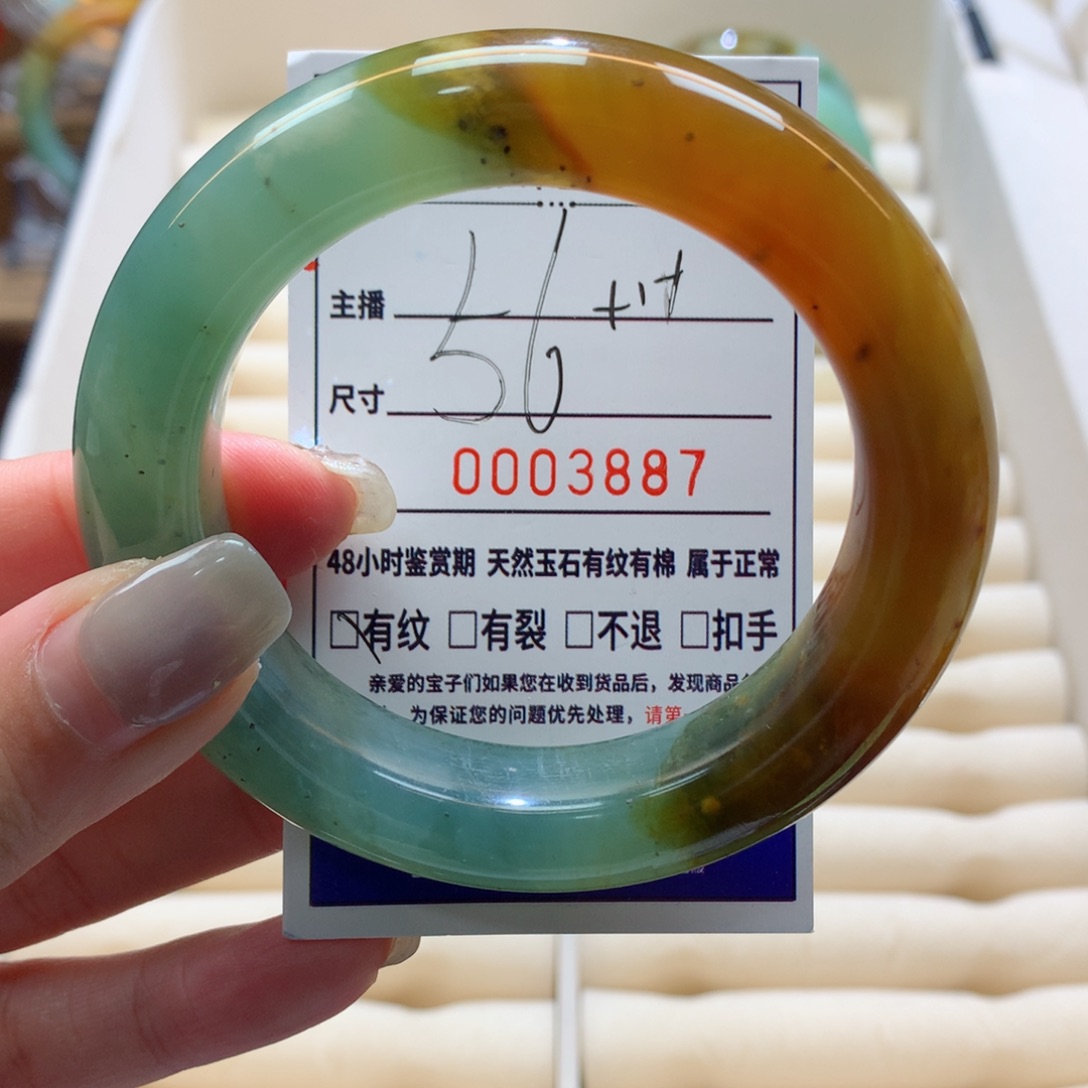 主播
尺寸 56
0003887
48小时鉴赏期 天然玉石有纹有棉 属于正常
☑有纹 □有裂 □不退 □扣手
亲爱的宝子们如果您在收到货品后，发现商品
为保证您的问题优先处理，请第